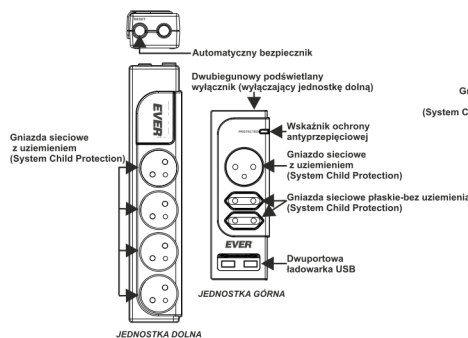 RESET
Automatyczny bezpiecznik
Dwubiegunowy podświetlany
wyłącznik (wyłączający jednostkę dolną)
EVER
Gniazda sieciowe
z uziemieniem
(System Child Protection)
PROTECTION
Wskaźnik ochrony
antyprzepięciowej
Gniazdo sieciowe
z uziemieniem
(System Child Protection)
Gniazda sieciowe płaskie-bez uziemienia
(System Child Protection)
EVER
Dwuportowa
ładowarka USB
JEDNOSTKA GÓRNA
JEDNOSTKA DOLNA
(System C